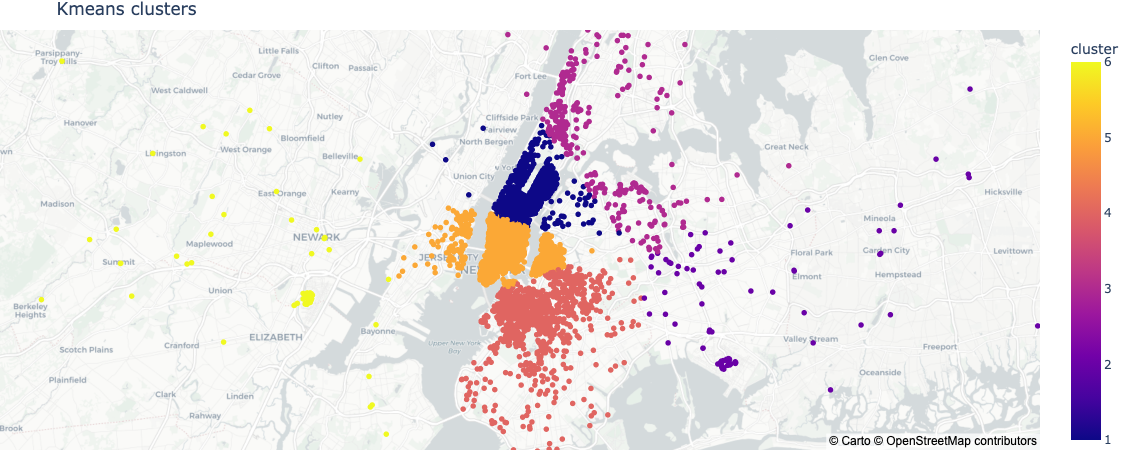 Kmeans clusters
cluster
6
5
4
3
2
1
Parsippany-
Troy Hills
Little Falls
Clifton
Passaic
Cedar Grove
Fort Lee
Glen Cove
West Caldwell
Hanover
Nutley
Cliffside Park
Fairview
Bloomfield
North Bergen
Livingston
West Orange
Belleville
Great Neck
Union City
East Orange
Kearny
Hicksville
Madison
Mineola
NEWARK
Maplewood
Floral Park
Garden City
Levittown
JERSEY CITY
Summit
Elmont
Hempstead
Union
Berkeley
Heights
Bayonne
ELIZABETH
Valley Stream
Upper New York
Bay
Cranford
Scotch Plains
Freeport
Oceanside
Plainfield
Clark
Linden
Rahway
Brook
© Carto © OpenStreetMap contributors